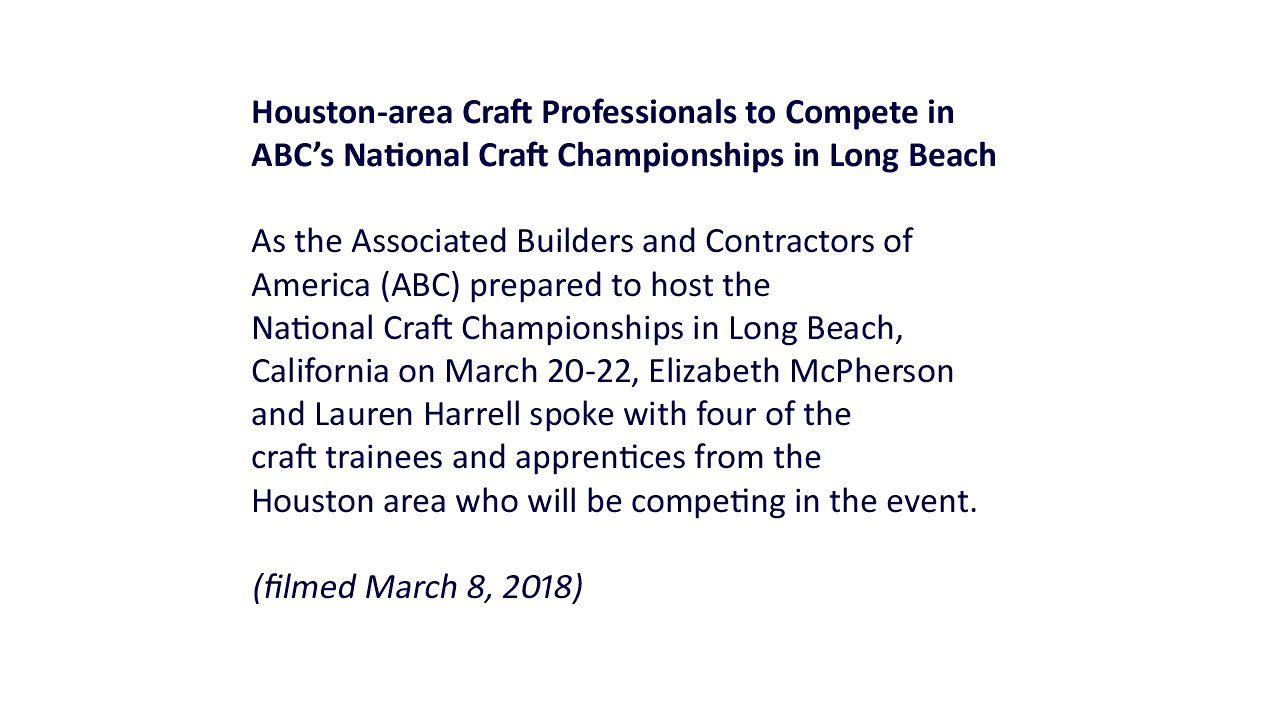 Houston-area Craft Professionals to Compete in
ABC’s National Craft Championships in Long Beach
As the Associated Builders and Contractors of
America (ABC) prepared to host the
National Craft Championships in Long Beach,
California on March 20-22, Elizabeth McPherson
and Lauren Harrell spoke with four of the
craft trainees and apprentices from the
Houston area who will be competing in the event.
(filmed March 8, 2018)